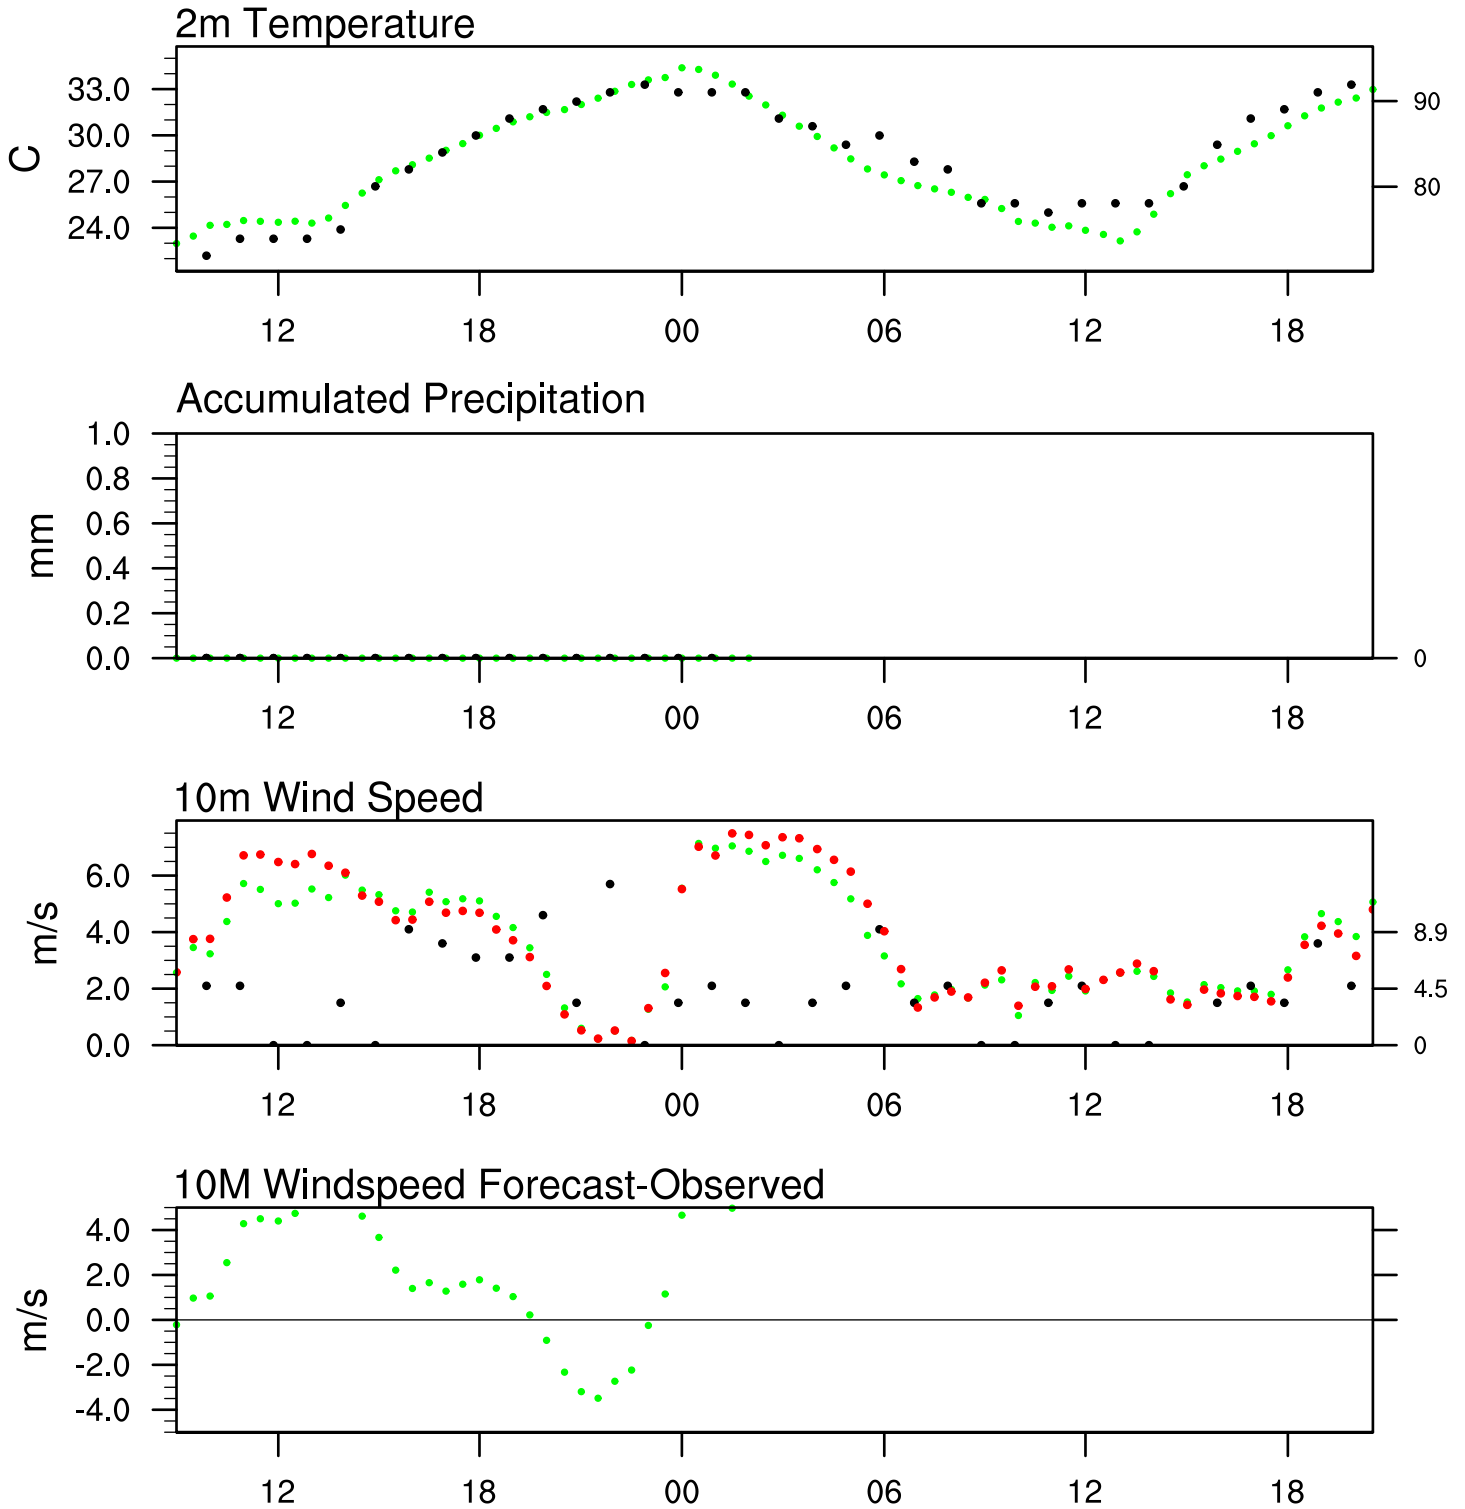 2m Temperature
33.0
30.0
27.0
24.0
C
90
80
12 18 00 06 12 18
Accumulated Precipitation
1.0
0.8
0.6
0.4
0.2
0.0
mm
0
12 18 00 06 12 18
10m Wind Speed
6.0
4.0
2.0
0.0
m/s
8.9
4.5
0
12 18 00 06 12 18
10M Windspeed Forecast-Observed
4.0
2.0
0.0
-2.0
-4.0
m/s
12 18 00 06 12 18